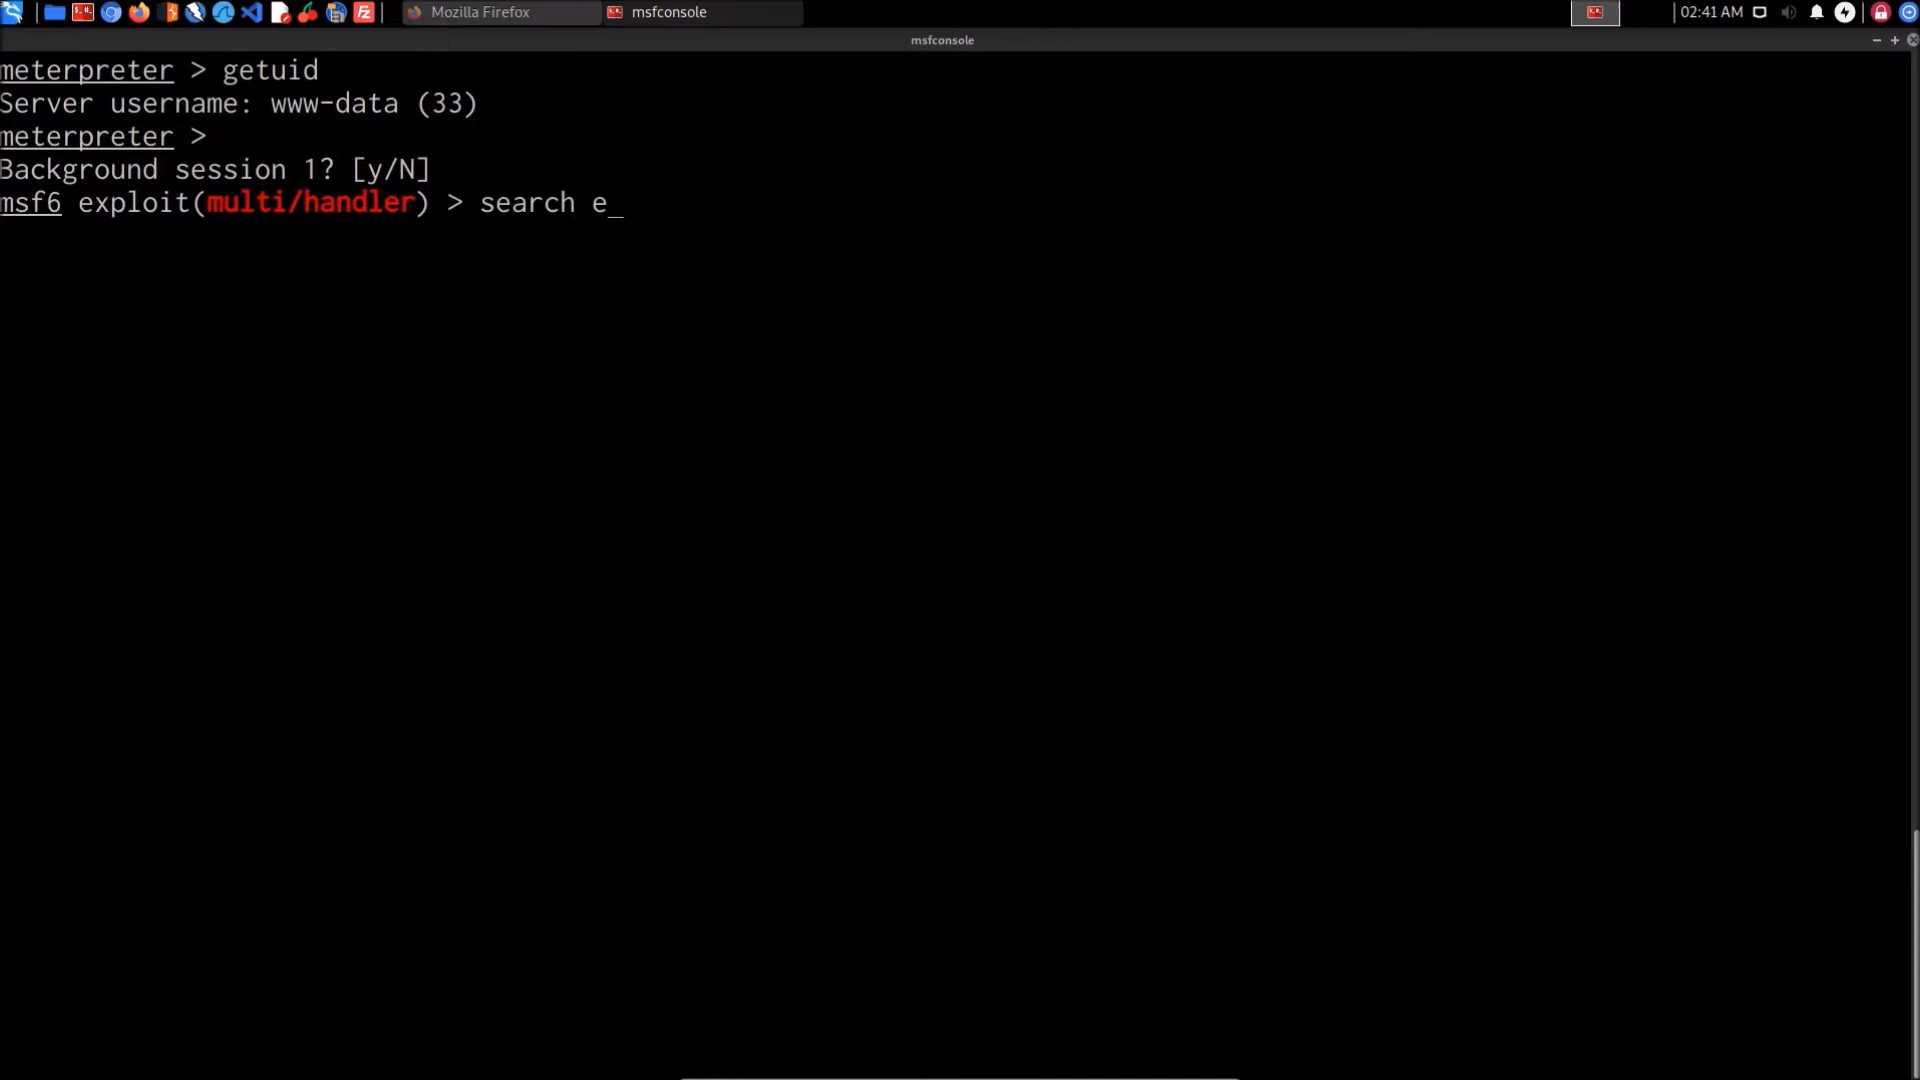 Mozilla Firefox
msfconsole
02:41 AM
msfconsole
meterpreter > getuid
Server username: www-data (33)
meterpreter >
Background session 1? [y/N]
msf6 exploit(multi/handler) > search e_